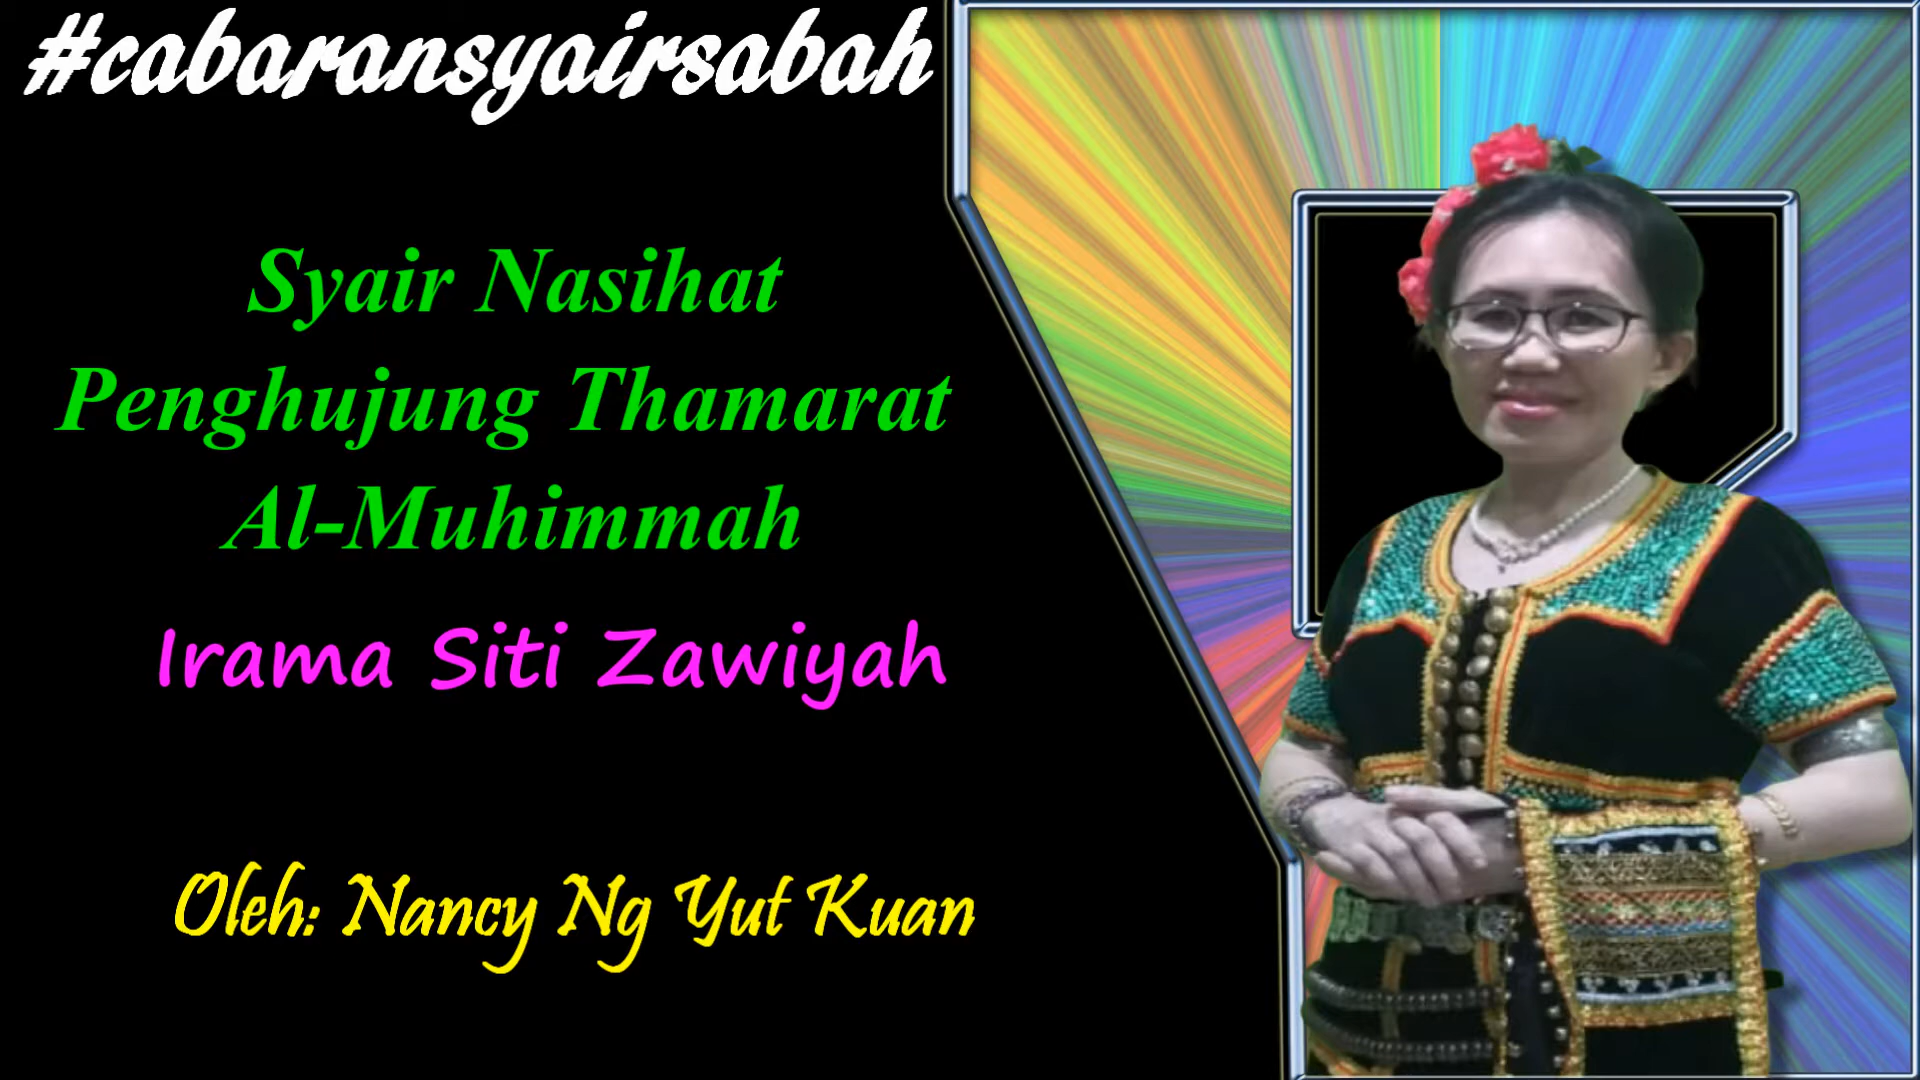 #cabaransyairsabah
Syair Nasihat
Penghujung Thamarat
Al-Muhimmah
Irama Siti Zawiyah
Oleh: Nancy Ng Yut Kuan